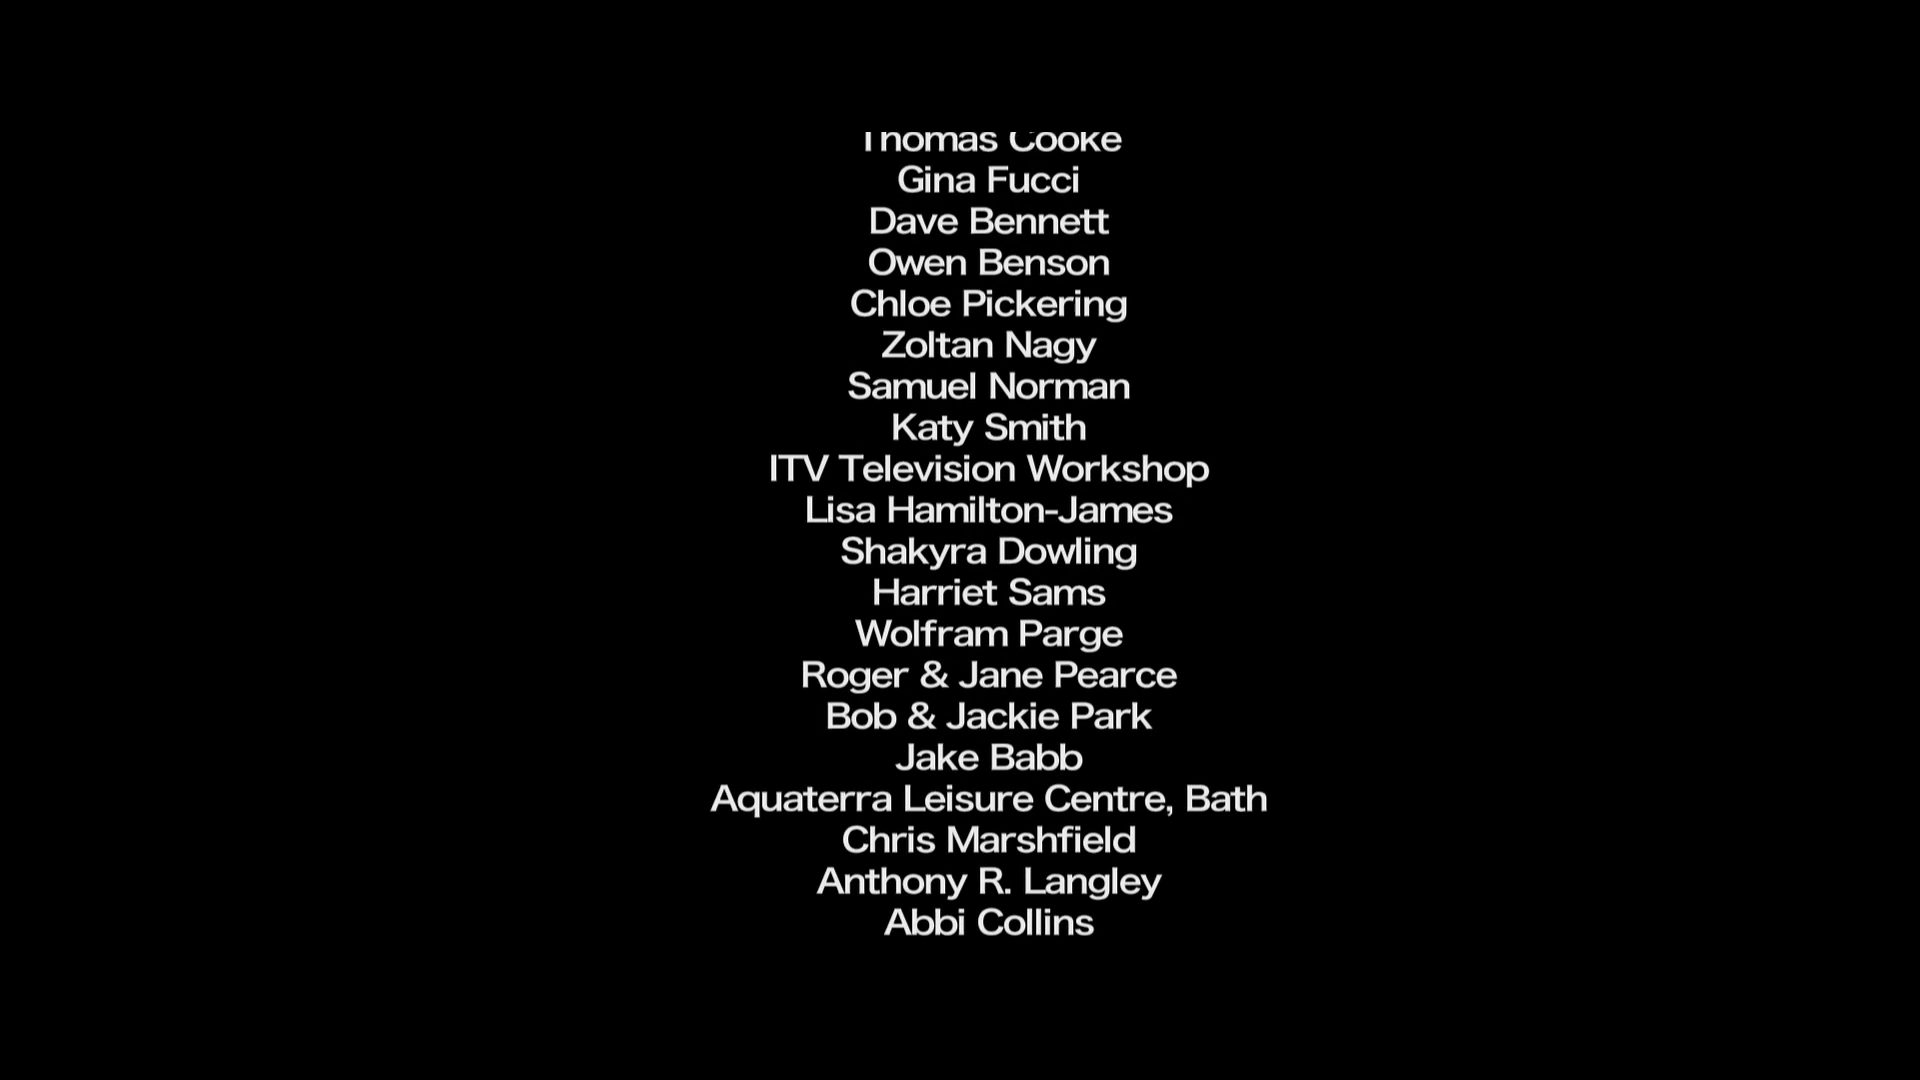 Thomas Cooke
Gina Fucci
Dave Bennett
Owen Benson
Chloe Pickering
Zoltan Nagy
Samuel Norman
Katy Smith
ITV Television Workshop
Lisa Hamilton-James
Shakyra Dowling
Harriet Sams
Wolfram Parge
Roger & Jane Pearce
Bob & Jackie Park
Jake Babb
Aquaterra Leisure Centre, Bath
Chris Marshfield
Anthony R. Langley
Abbi Collins